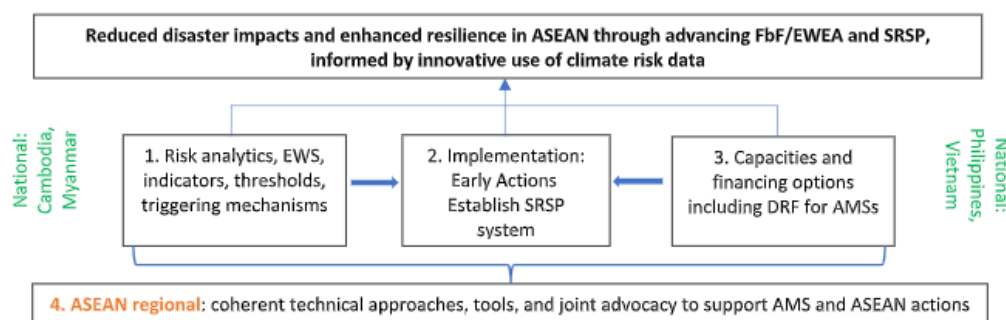 Reduced disaster impacts and enhanced resilience in ASEAN through advancing FbF/EWEA and SRSP,
informed by innovative use of climate risk data
National:
Cambodia,
Myanmar
1. Risk analytics, EWS,
indicators, thresholds,
triggering mechanisms
2. Implementation:
Early Actions
Establish SRSP
system
3. Capacities and
financing options
including DRF for AMSs
National:
Philippines,
Vietnam
4. ASEAN regional: coherent technical approaches, tools, and joint advocacy to support AMS and ASEAN actions